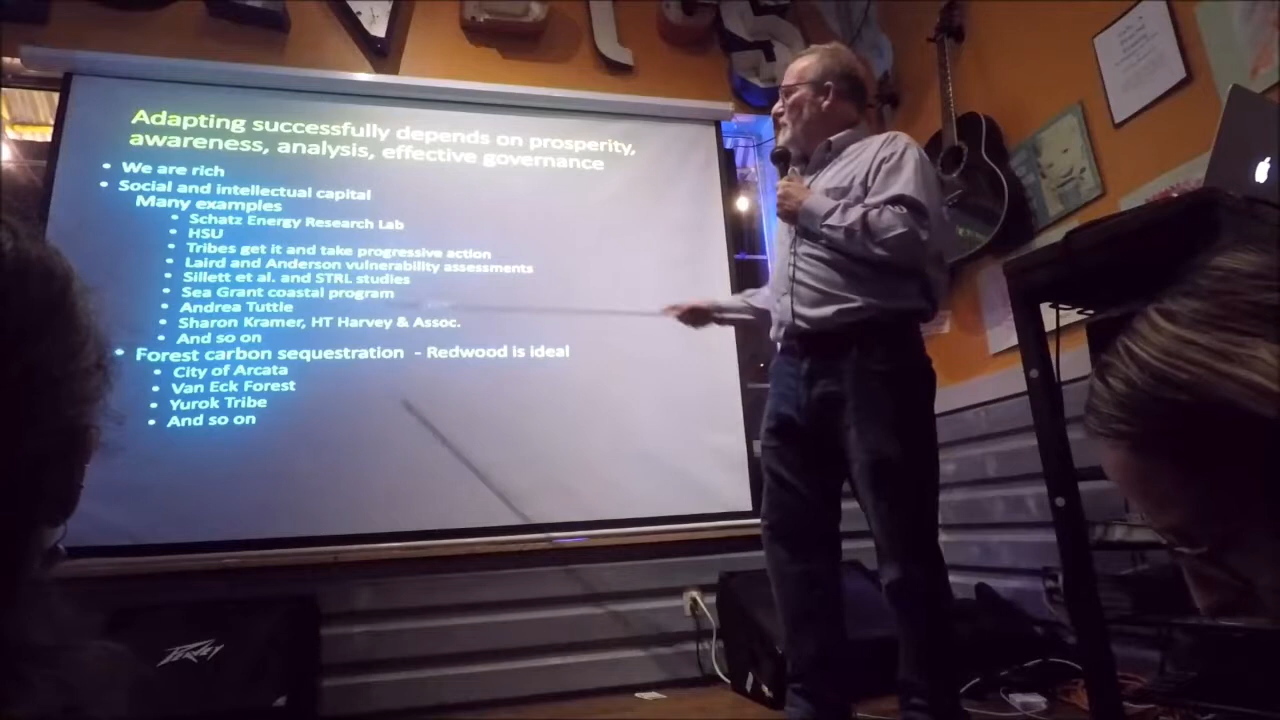 Adapting successfully depends on prosperity,
awareness, analysis, effective governance
• We are rich
• Social and intellectual capital
Many examples
• Schatz Energy Research Lab
• HSU
• Tribes get it and take progressive action
• Laird and Anderson vulnerability assessments
• Sillett et al. and STRL studies
• Sea Grant coastal program
• Andrea Tuttle
• Sharon Kramer, HT Harvey & Assoc.
• And so on
• Forest carbon sequestration - Redwood is ideal
• City of Arcata
• Van Eck Forest
• Yurok Tribe
• And so on
PEAVEY